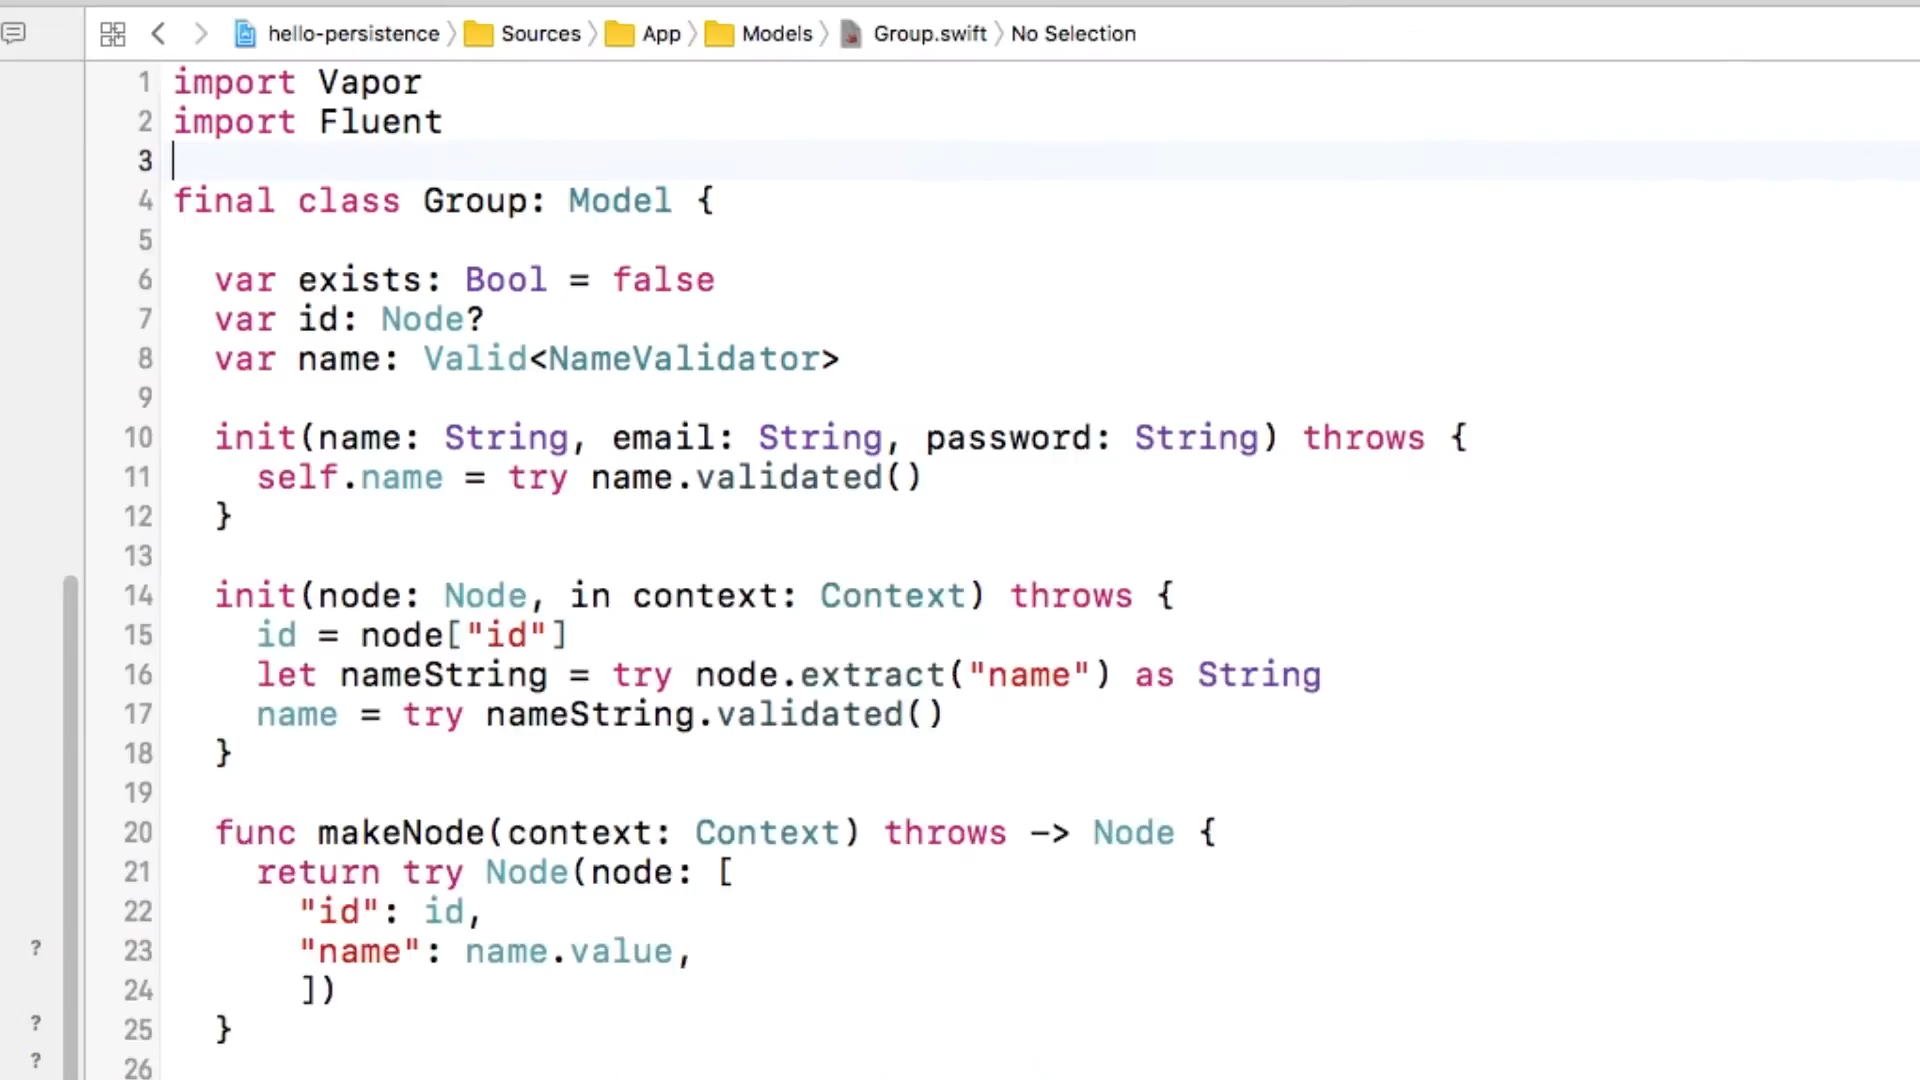 hello-persistence Sources App Models Group.swift No Selection
1 import Vapor
2 import Fluent
3
4 final class Group: Model {
5
6 var exists: Bool = false
7 var id: Node?
8 var name: Valid<NameValidator>
9
10 init(name: String, email: String, password: String) throws {
11 self.name = try name.validated()
12 }
13
14 init(node: Node, in context: Context) throws {
15 id = node["id"]
16 let nameString = try node.extract("name") as String
17 name = try nameString.validated()
18 }
19
20 func makeNode(context: Context) throws -> Node {
21 return try Node(node: [
22 "id": id,
? 23 "name": name.value,
24 ])
? 25 }
? 26